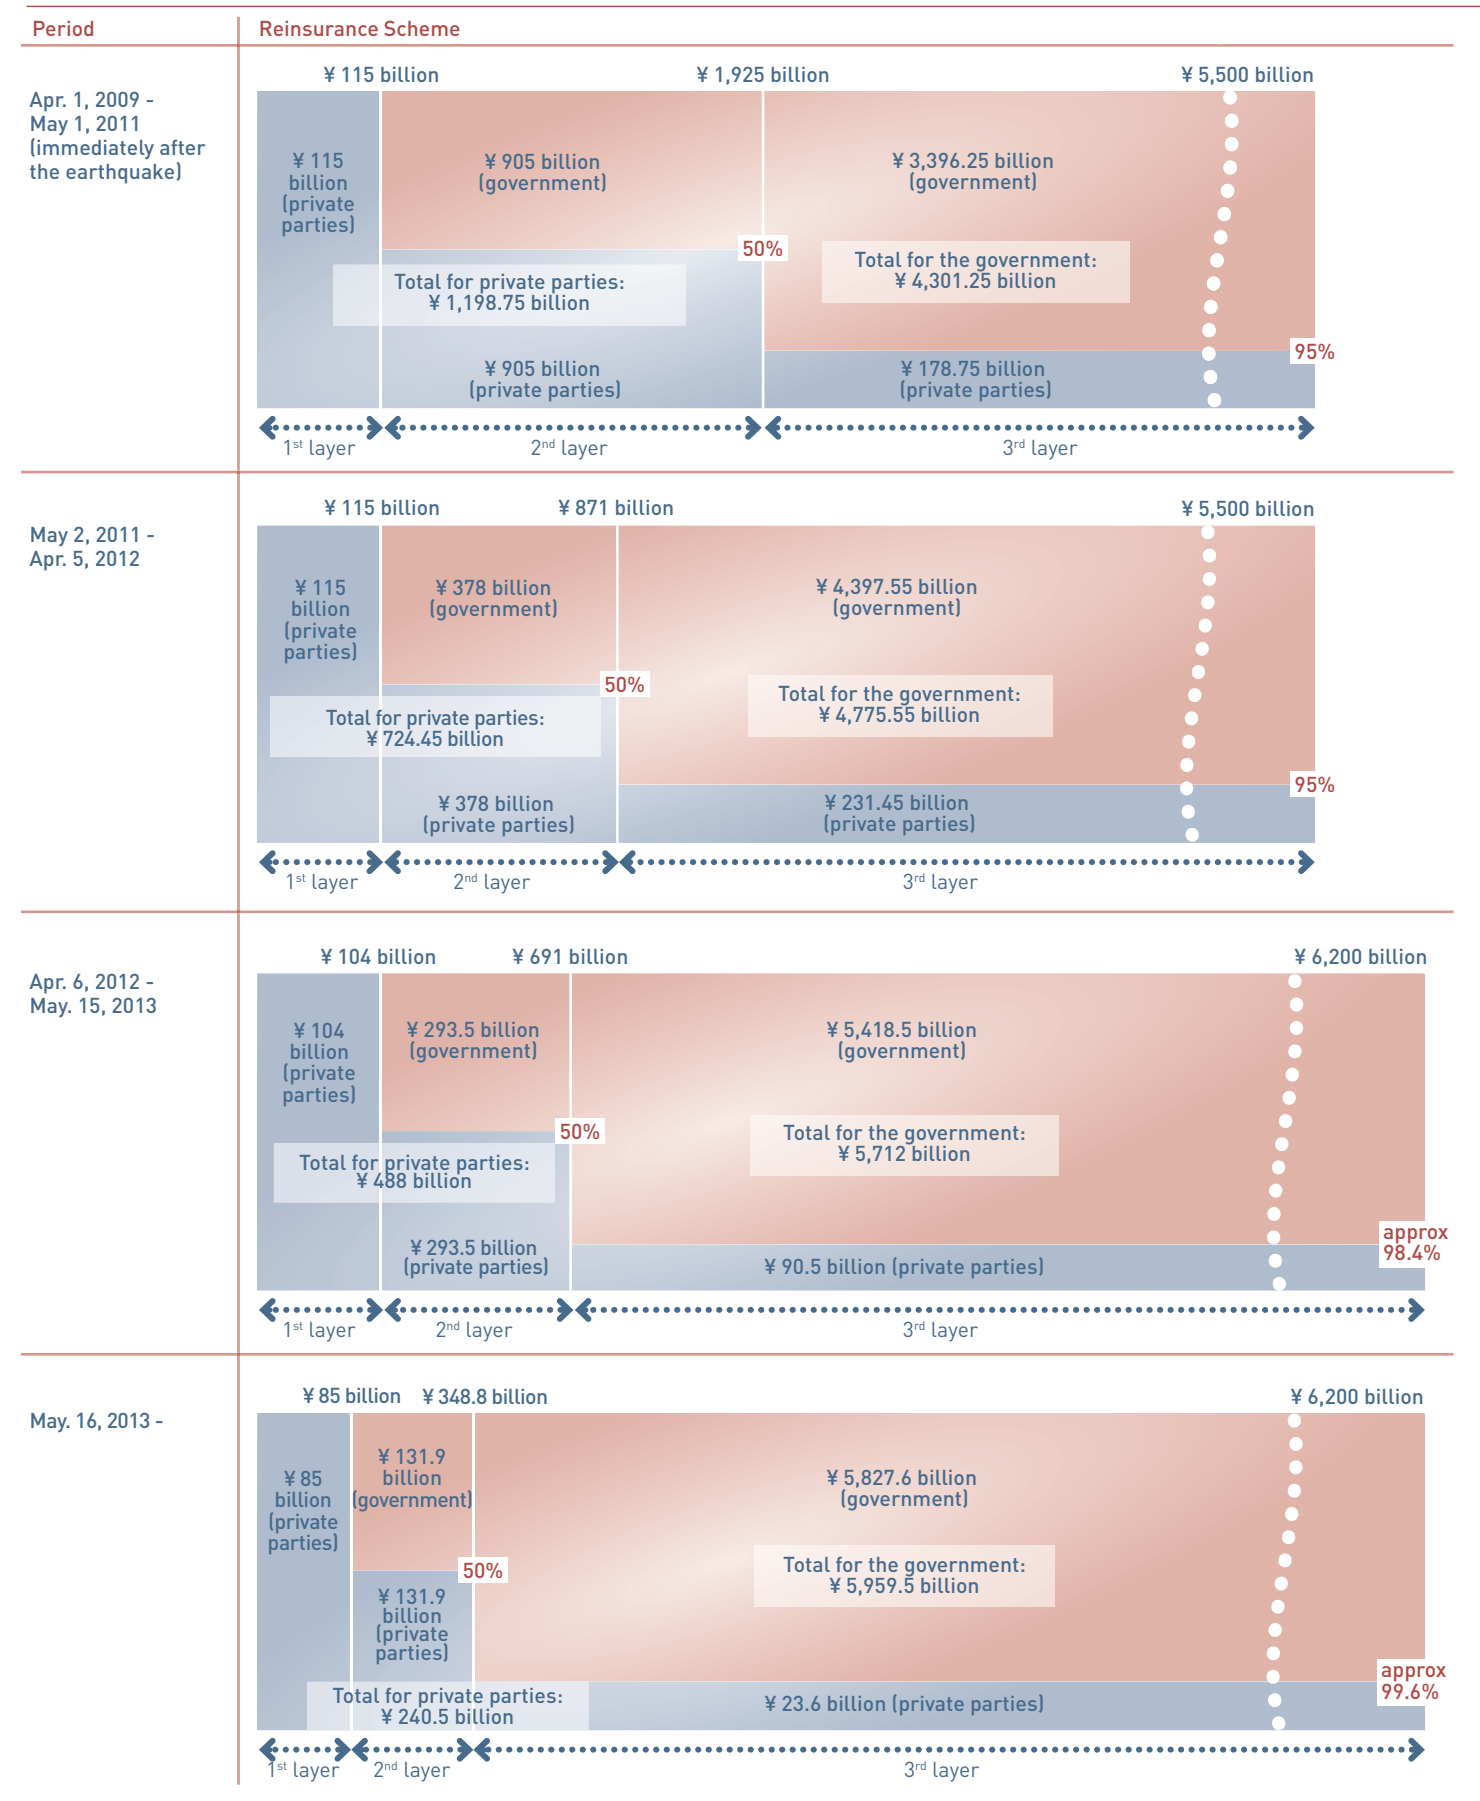 Period
Reinsurance Scheme
Apr. 1, 2009 -
May 1, 2011
(immediately after
the earthquake)
¥ 115 billion
¥ 1,925 billion
¥ 5,500 billion
¥ 115
billion
(private
parties)
¥ 905 billion
(government)
¥ 3,396.25 billion
(government)
50%
Total for the government:
¥ 4,301.25 billion
Total for private parties:
¥ 1,198.75 billion
95%
¥ 905 billion
(private parties)
¥ 178.75 billion
(private parties)
1st layer
2nd layer
3rd layer
May 2, 2011 -
Apr. 5, 2012
¥ 115 billion
¥ 871 billion
¥ 5,500 billion
¥ 115
billion
(private
parties)
¥ 378 billion
(government)
¥ 4,397.55 billion
(government)
50%
Total for the government:
¥ 4,775.55 billion
Total for private parties:
¥ 724.45 billion
95%
¥ 378 billion
(private parties)
¥ 231.45 billion
(private parties)
1st layer
2nd layer
3rd layer
Apr. 6, 2012 -
May. 15, 2013
¥ 104 billion
¥ 691 billion
¥ 6,200 billion
¥ 104
billion
(private
parties)
¥ 293.5 billion
(government)
¥ 5,418.5 billion
(government)
50%
Total for the government:
¥ 5,712 billion
Total for private parties:
¥ 488 billion
approx
98.4%
¥ 293.5 billion
(private parties)
¥ 90.5 billion (private parties)
1st layer
2nd layer
3rd layer
May. 16, 2013 -
¥ 85 billion
¥ 348.8 billion
¥ 6,200 billion
¥ 85
billion
(private
parties)
¥ 131.9
billion
(government)
¥ 5,827.6 billion
(government)
50%
Total for the government:
¥ 5,959.5 billion
¥ 131.9
billion
(private
parties)
approx
99.6%
Total for private parties:
¥ 240.5 billion
¥ 23.6 billion (private parties)
1st layer
2nd layer
3rd layer